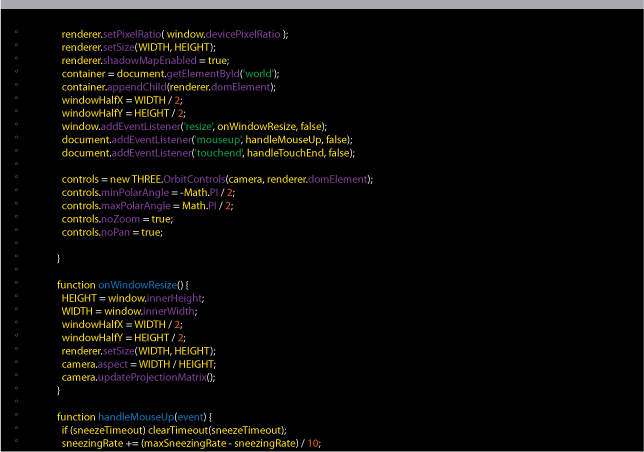 renderer.setPixelRatio( window.devicePixelRatio );
renderer.setSize(WIDTH, HEIGHT);
renderer.shadowMapEnabled = true;
container = document.getElementById('world');
container.appendChild(renderer.domElement);
windowHalfX = WIDTH / 2;
windowHalfY = HEIGHT / 2;
window.addEventListener('resize', onWindowResize, false);
document.addEventListener('mouseup', handleMouseUp, false);
document.addEventListener('touchend', handleTouchEnd, false);
controls = new THREE.OrbitControls(camera, renderer.domElement);
controls.minPolarAngle = -Math.PI / 2;
controls.maxPolarAngle = Math.PI / 2;
controls.noZoom = true;
controls.noPan = true;
}
function onWindowResize() {
HEIGHT = window.innerHeight;
WIDTH = window.innerWidth;
windowHalfX = WIDTH / 2;
windowHalfY = HEIGHT / 2;
renderer.setSize(WIDTH, HEIGHT);
camera.aspect = WIDTH / HEIGHT;
camera.updateProjectionMatrix();
}
function handleMouseUp(event) {
if (sneezeTimeout) clearTimeout(sneezeTimeout);
sneezingRate += (maxSneezingRate - sneezingRate) / 10;